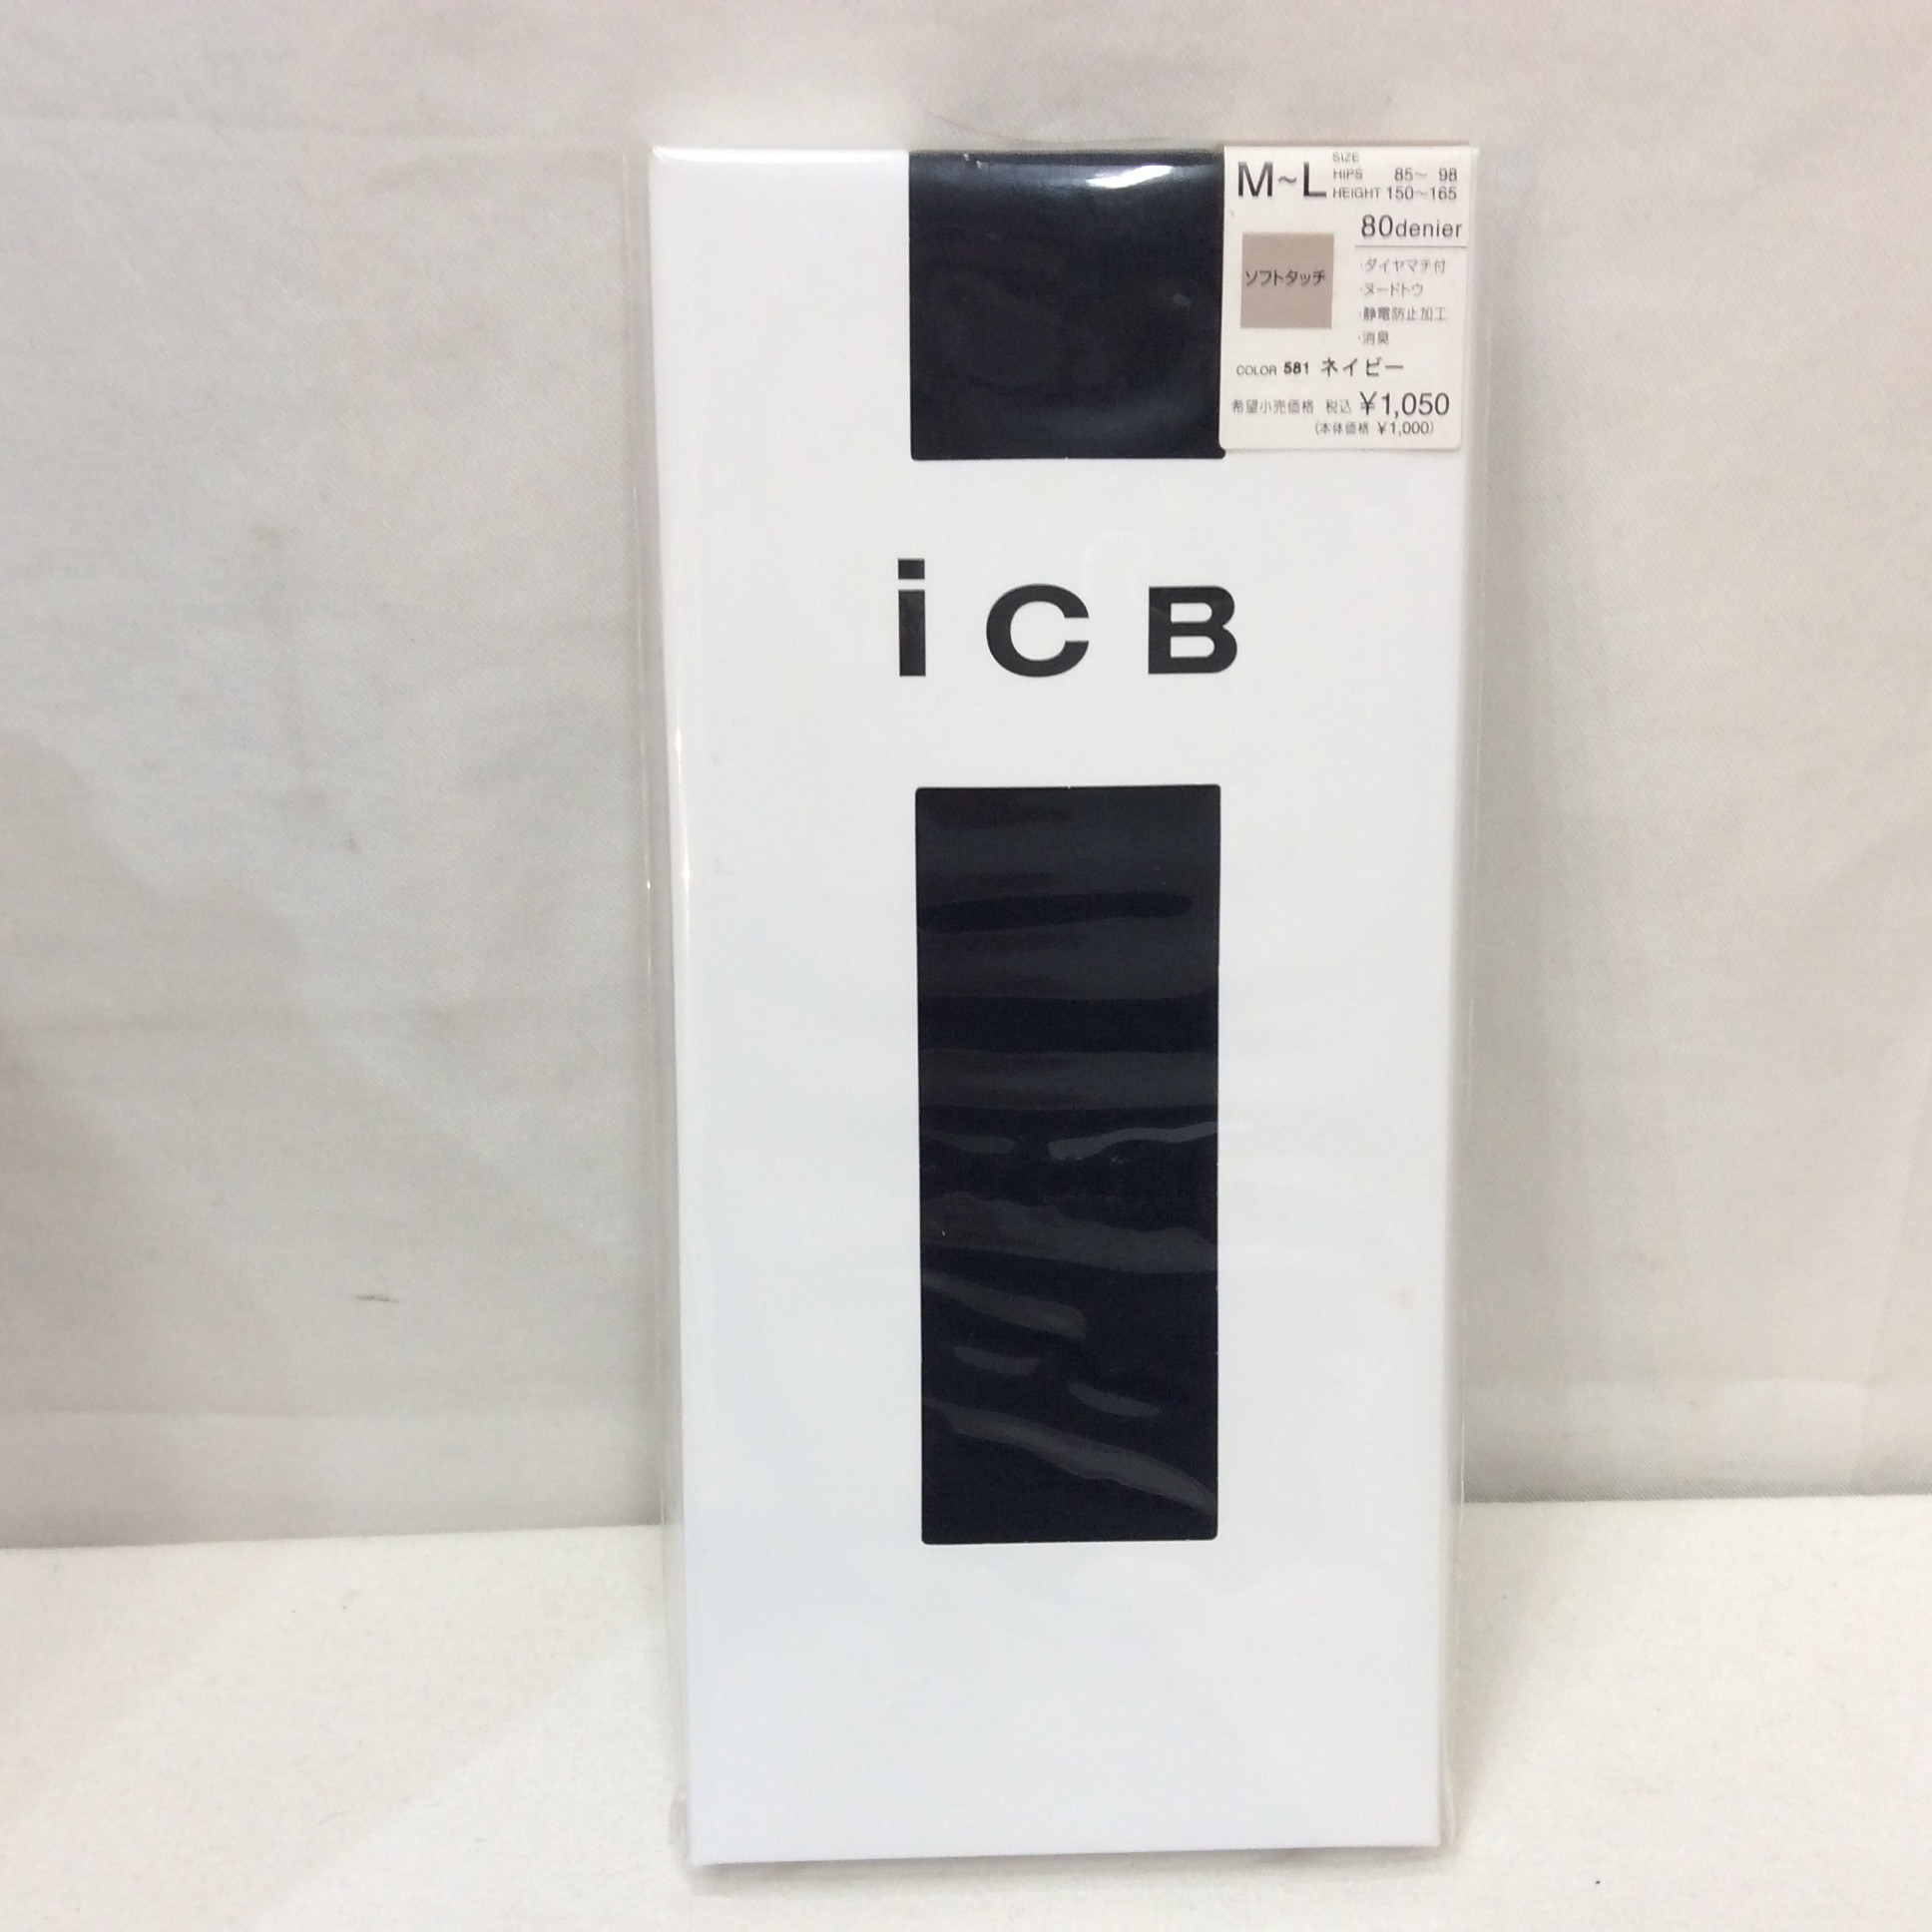 M~L
SIZE
HIPS 85~ 98
HEIGHT 150~165
80denier
ソフトタッチ
・ダイヤマチ付
・ヌードトウ
・静電防止加工
・消臭
COLOR 581 ネイビー
希望小売価格 税込 ¥1,050
(本体価格 ¥1,000)
iCB